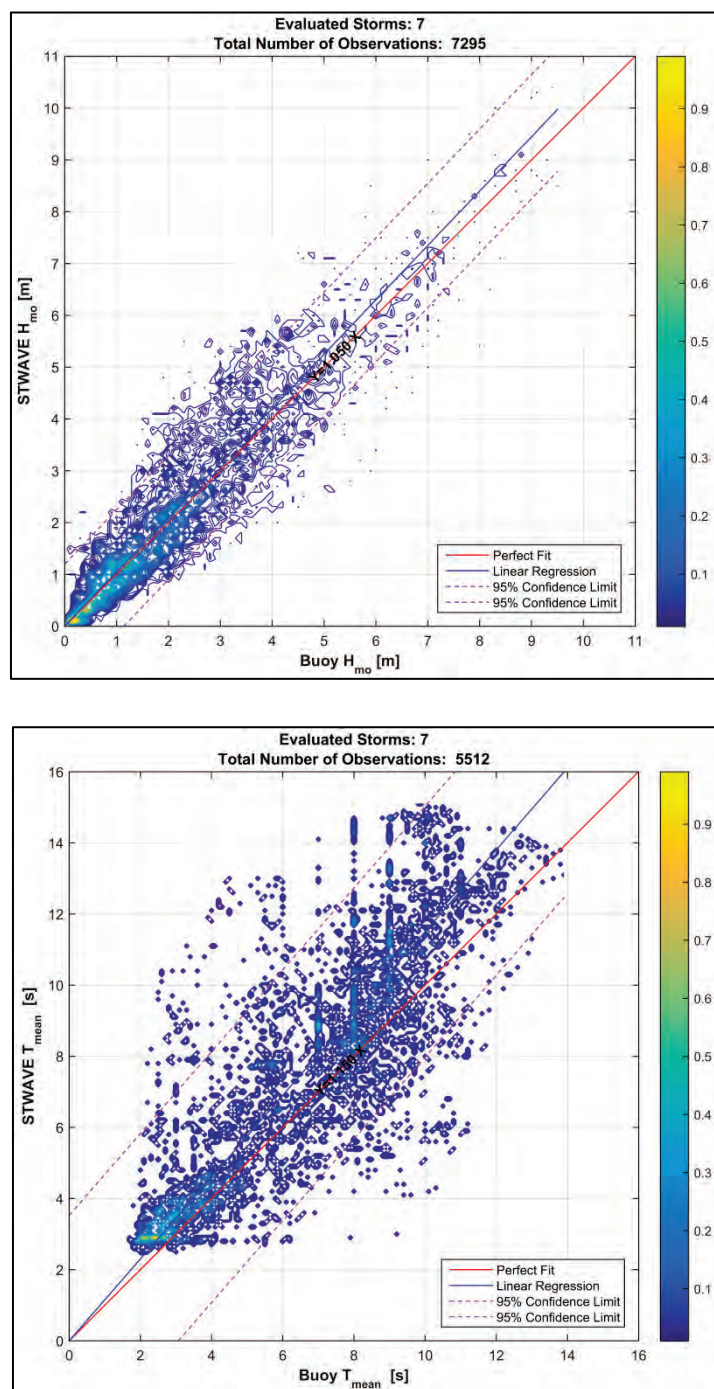 Evaluated Storms: 7
Total Number of Observations: 7295
11
10
9
8
7
6
5
4
3
2
1
0
STWAVE Hmo [m]
Y=1.050 X
Perfect Fit
Linear Regression
95% Confidence Limit
95% Confidence Limit
0 1 2 3 4 5 6 7 8 9 10 11
Buoy Hmo [m]
0.9
0.8
0.7
0.6
0.5
0.4
0.3
0.2
0.1
Evaluated Storms: 7
Total Number of Observations: 5512
16
14
12
10
8
6
4
2
0
STWAVE Tmean [s]
Y=1.150 X
Perfect Fit
Linear Regression
95% Confidence Limit
95% Confidence Limit
0 2 4 6 8 10 12 14 16
Buoy Tmean [s]
0.9
0.8
0.7
0.6
0.5
0.4
0.3
0.2
0.1